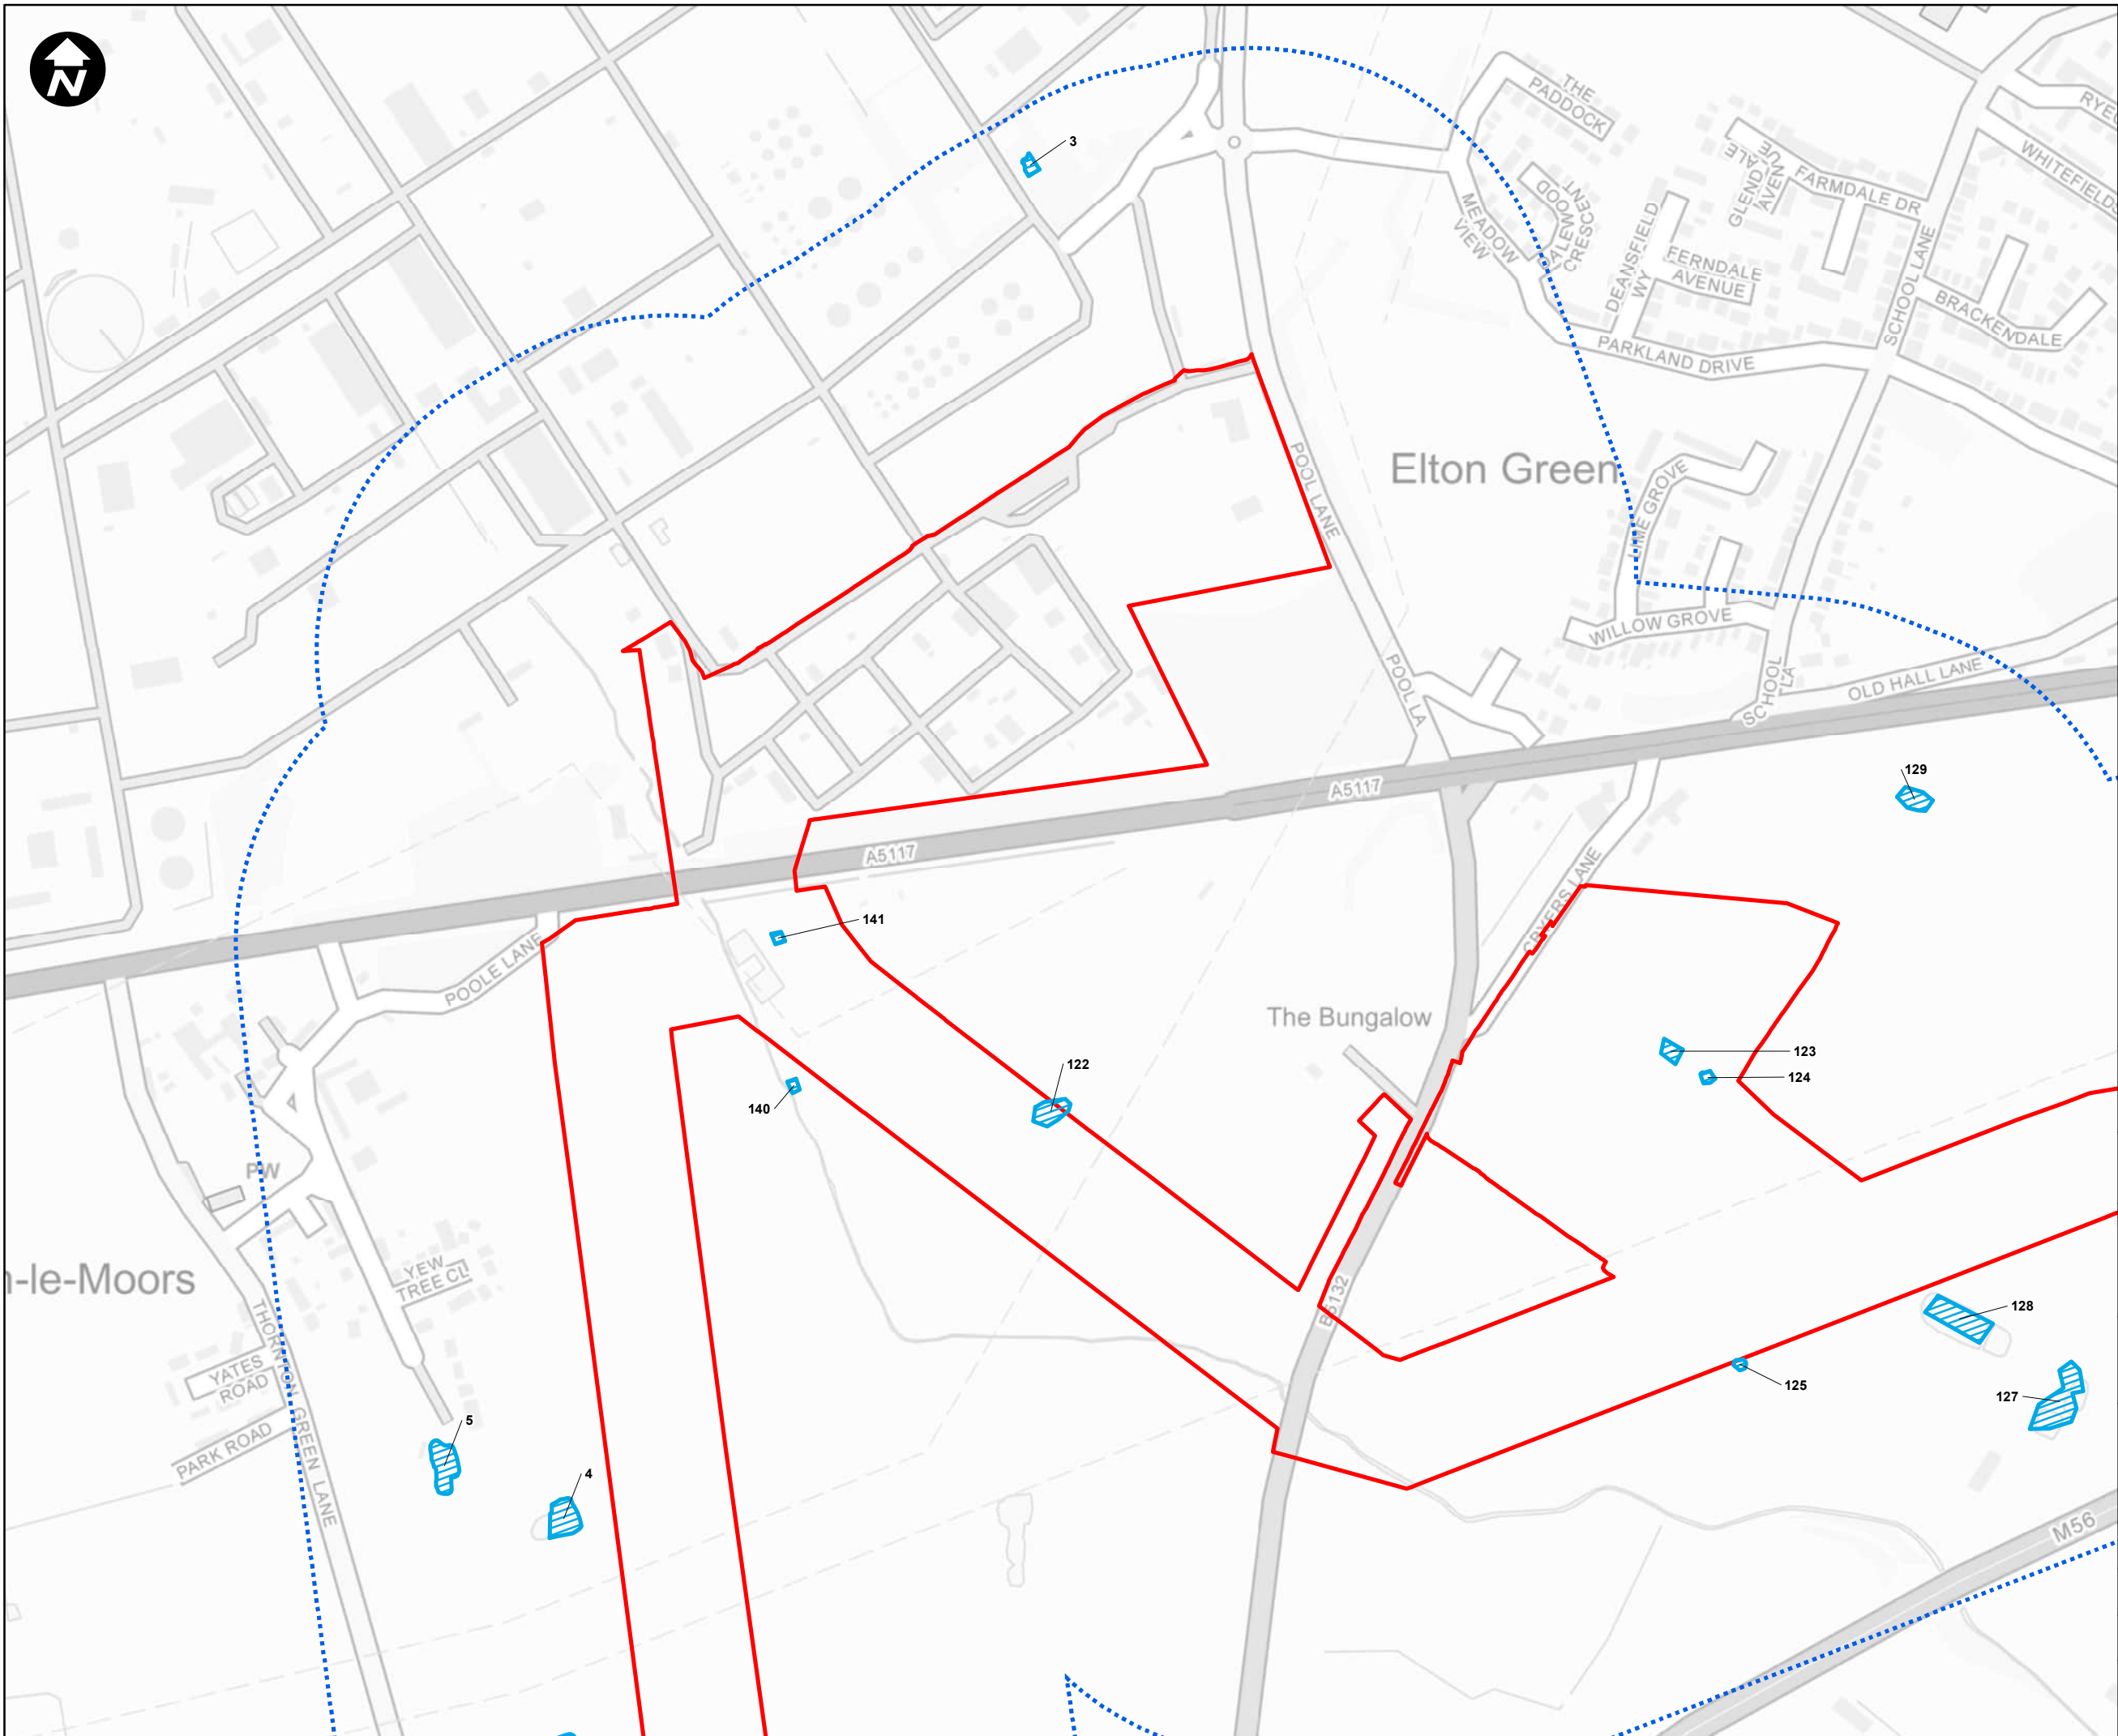 N
3
THE
PADDOCK
RYE
WHITEFIELDS
GLENDALE
AVENUE
FARMDALE DR
DALEWOOD
CRESCENT
MEADOW
VIEW
DEANSFIELD
WY
FERNDALE
AVENUE
SCHOOL LANE
BRACKENDALE
PARKLAND DRIVE
POOL LANE
Elton Green
LIME GROVE
WILLOW GROVE
POOL LA
SCHOOL
LA
OLD HALL LANE
A5117
129
A5117
141
CRYERS LANE
POOLE LANE
The Bungalow
123
122
124
140
PW
YEW
TREE CL
n-le-Moors
B5132
128
THORNTON GREEN LANE
YATES
ROAD
125
127
5
PARK ROAD
4
M56